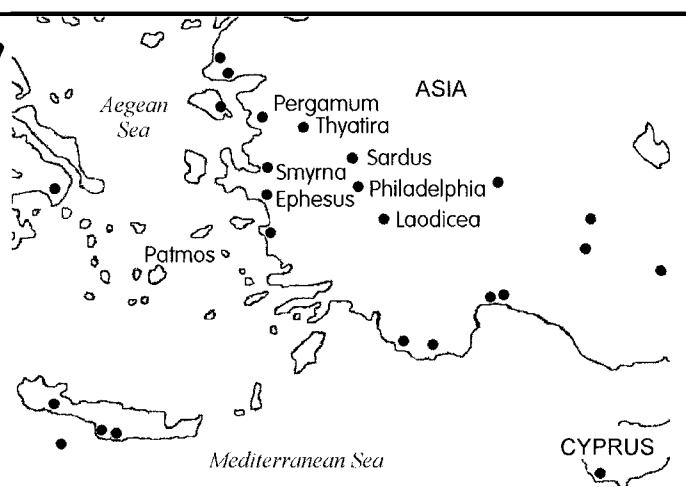 ASIA
Aegean
Sea
Pergamum
Thyatira
Sardus
Smyrna
Philadelphia
Ephesus
Laodicea
Patmos
CYPRUS
Mediterranean Sea